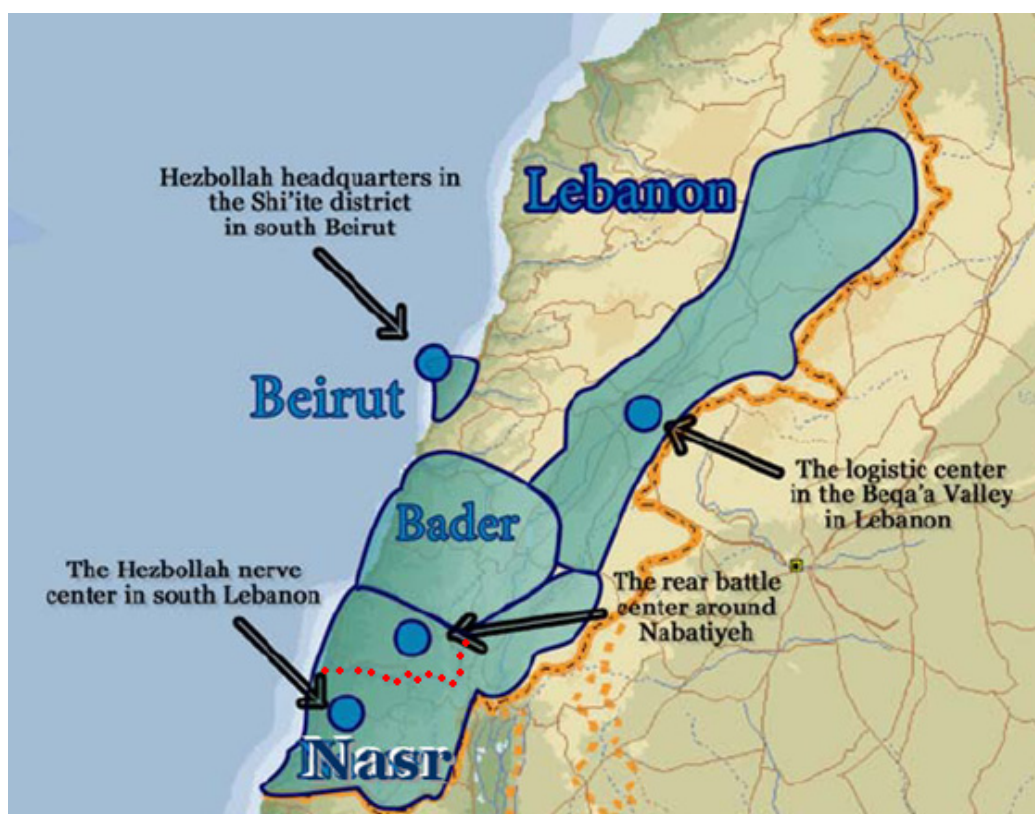 Hezbollah headquarters in
the Shi'ite district
in south Beirut
Lebanon
Beirut
The logistic center
in the Beqa'a Valley
in Lebanon
Bader
The Hezbollah nerve
center in south Lebanon
The rear battle
center around
Nabatiyeh
Nasr